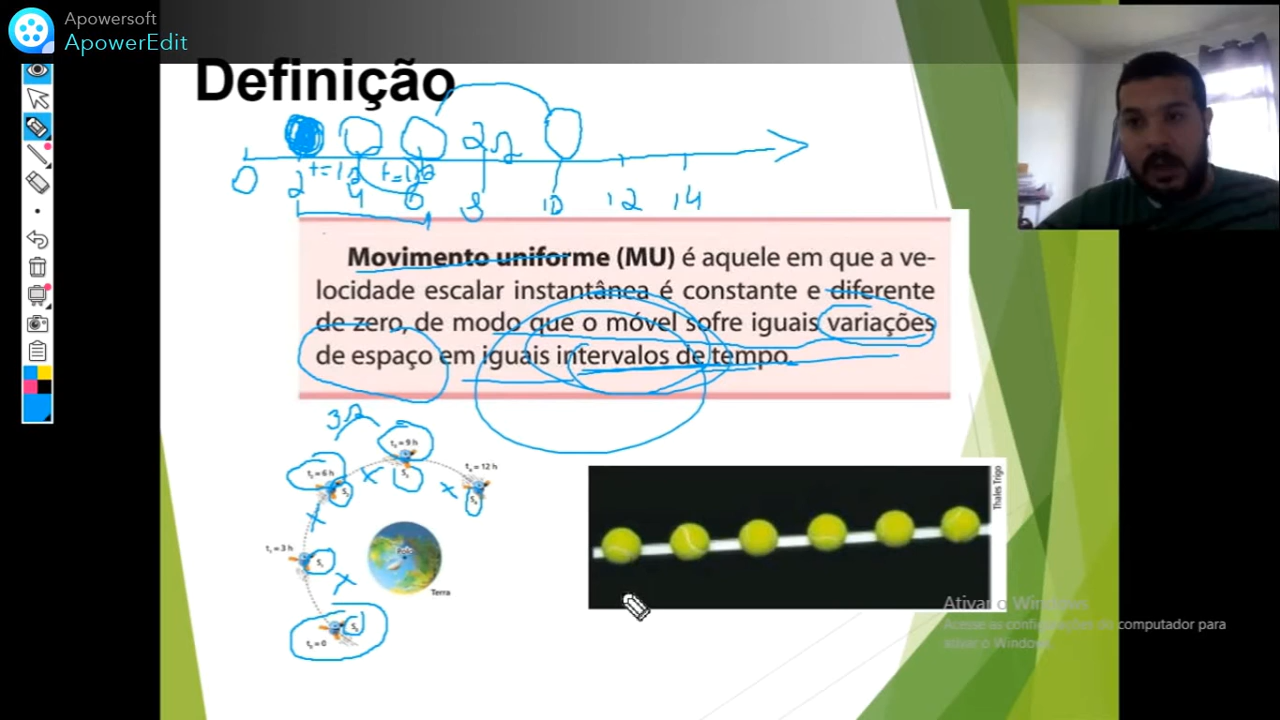 Apowersoft
ApowerEdit
Definição
0 2 4 6 8 10 12 14
Movimento uniforme (MU) é aquele em que a ve-
locidade escalar instantânea é constante e diferente
de zero, de modo que o móvel sofre iguais variações
de espaço em iguais intervalos de tempo.
t₃ = 9 h
t₄ = 12 h
t₂ = 6 h
t₁ = 3 h
Polo
Terra
t₀ = 0
Thales Trigo
Ativar o Windows
Acesse as configurações do computador para
ativar o Windows.